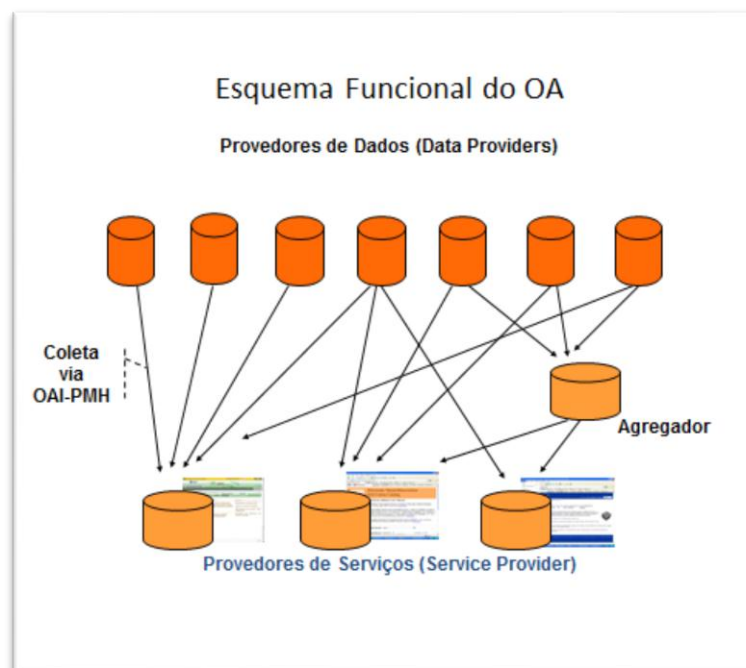 Esquema Funcional do OA
Provedores de Dados (Data Providers)
Coleta
via
OAI-PMH
Agregador
Provedores de Serviços (Service Provider)